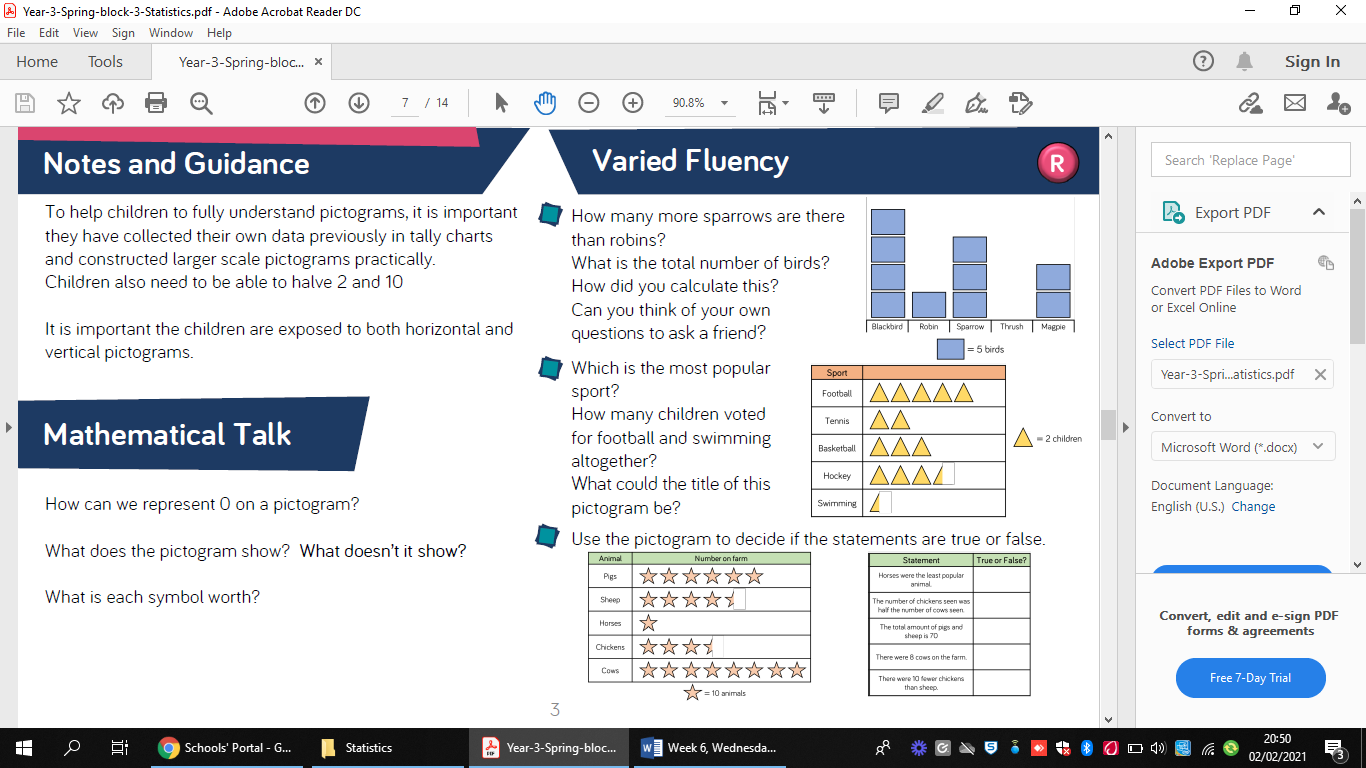 Year-3-Spring-block-3-Statistics.pdf - Adobe Acrobat Reader DC
File Edit View Sign Window Help
Home Tools Year-3-Spring-bloc... × Sign In
7 / 14 90.8%
Notes and Guidance
To help children to fully understand pictograms, it is important
they have collected their own data previously in tally charts
and constructed larger scale pictograms practically.
Children also need to be able to halve 2 and 10
It is important the children are exposed to both horizontal and
vertical pictograms.
Mathematical Talk
How can we represent 0 on a pictogram?
What does the pictogram show? What doesn't it show?
What is each symbol worth?
Varied Fluency
R
How many more sparrows are there
than robins?
What is the total number of birds?
How did you calculate this?
Can you think of your own
questions to ask a friend?
Blackbird Robin Sparrow Thrush Magpie
= 5 birds
Which is the most popular
sport?
How many children voted
for football and swimming
altogether?
What could the title of this
pictogram be?
Sport
Football
Tennis
Basketball
Hockey
Swimming
= 2 children
Use the pictogram to decide if the statements are true or false.
Animal Number on farm
Pigs
Sheep
Horses
Chickens
Cows
= 10 animals
Statement True or False?
Horses were the least popular
animal.
The number of chickens seen was
half the number of cows seen.
The total amount of pigs and
sheep is 70
There were 8 cows on the farm.
There were 10 fewer chickens
than sheep.
3
Search 'Replace Page'
Export PDF
Adobe Export PDF
Convert PDF Files to Word
or Excel Online
Select PDF File
Year-3-Spri...atistics.pdf
Convert to
Microsoft Word (*.docx)
Document Language:
English (U.S.) Change
Convert, edit and e-sign PDF
forms & agreements
Free 7-Day Trial
Schools' Portal - G...
Statistics
Year-3-Spring-bloc...
Week 6, Wednesda...
20:50
02/02/2021
3